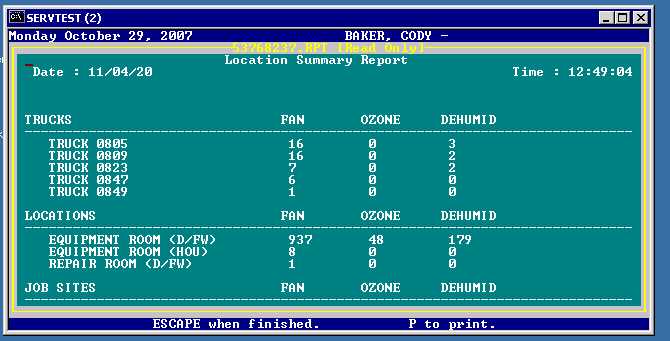 SERVTEST (2)
Monday October 29, 2007 BAKER, CODY -
53768237.RPT [Read Only]
Location Summary Report
Date : 11/04/20 Time : 12:49:04
TRUCKS FAN OZONE DEHUMID
TRUCK 0805 16 0 3
TRUCK 0809 16 0 2
TRUCK 0823 7 0 2
TRUCK 0847 6 0 0
TRUCK 0849 1 0 0
LOCATIONS FAN OZONE DEHUMID
EQUIPMENT ROOM (D/FW) 937 48 179
EQUIPMENT ROOM (HOU) 8 0 0
REPAIR ROOM (D/FW) 1 0 0
JOB SITES FAN OZONE DEHUMID
ESCAPE when finished. P to print.